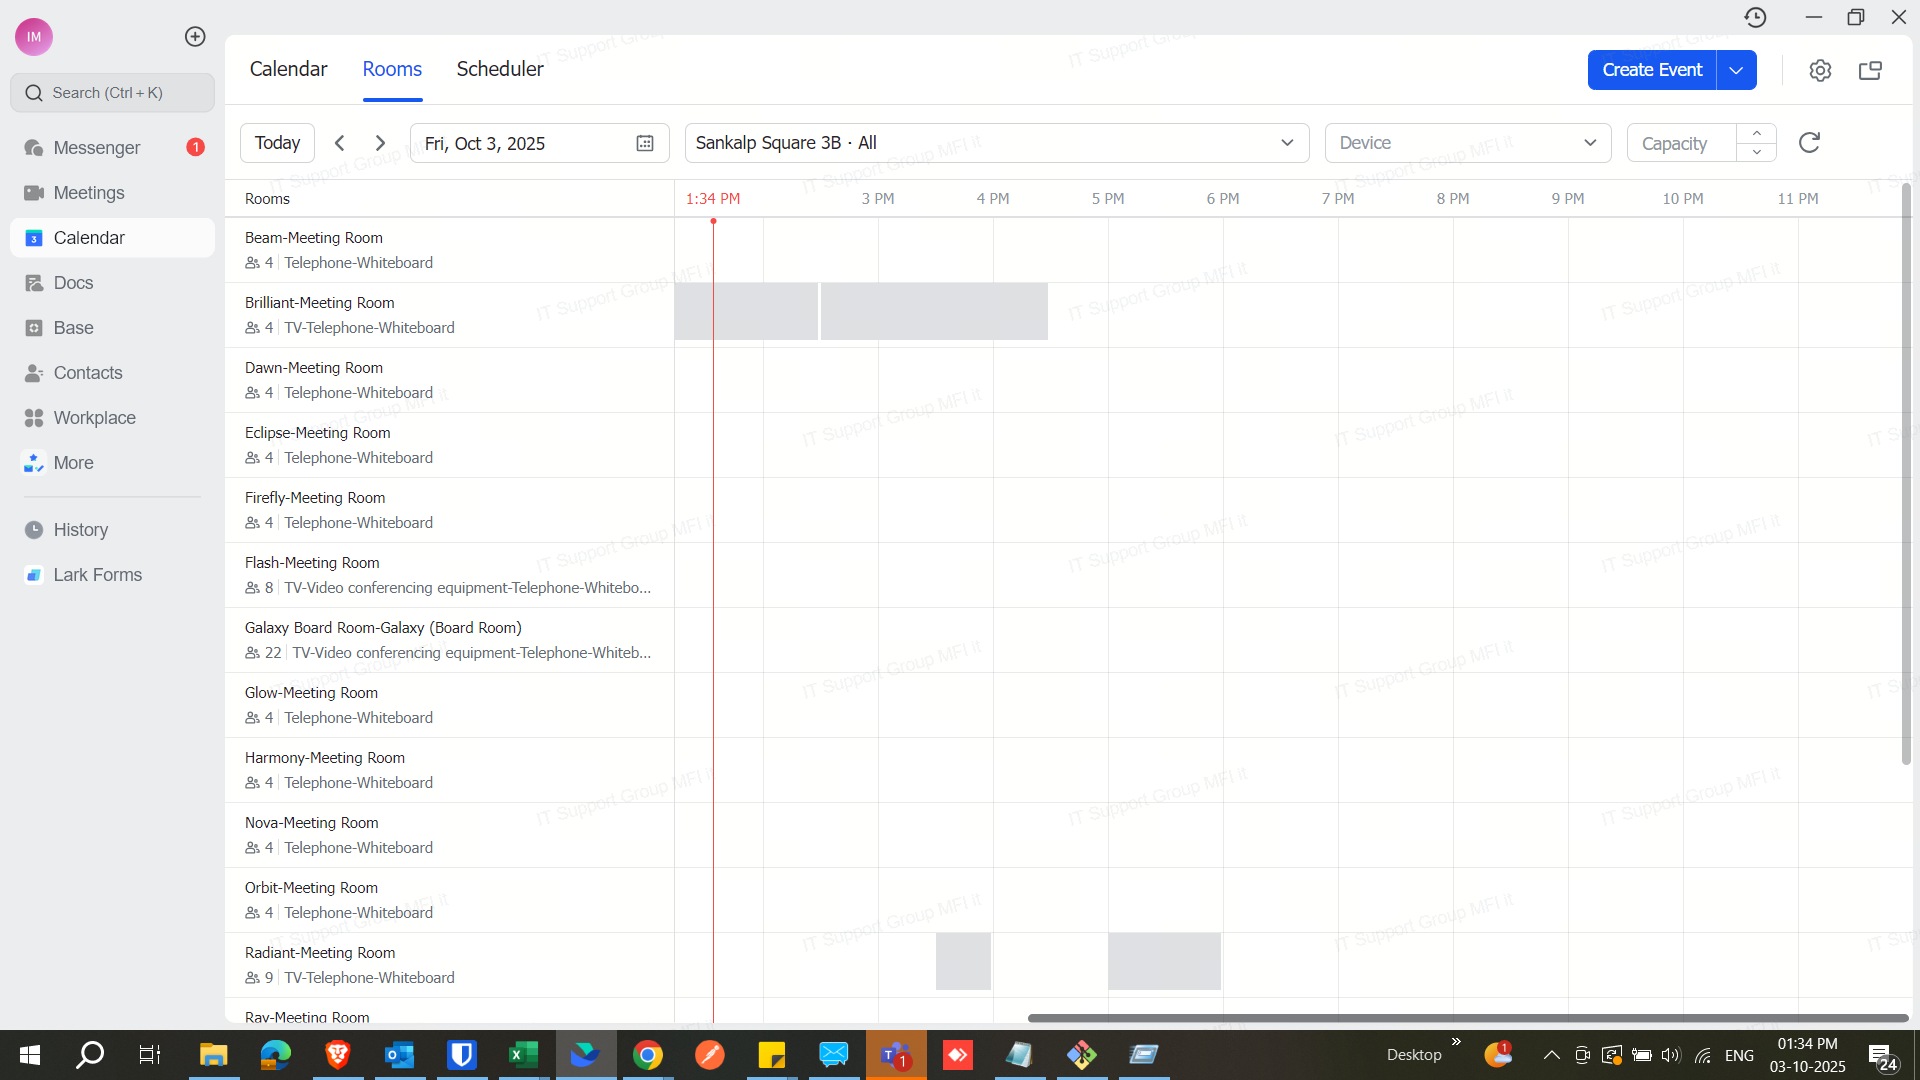 IM
Search (Ctrl + K)
Messenger
1
Meetings
3
Calendar
Docs
Base
Contacts
Workplace
More
History
Lark Forms
Calendar
Rooms
Scheduler
Create Event
Today
Fri, Oct 3, 2025
Sankalp Square 3B · All
Device
Capacity
Rooms
1:34 PM
3 PM
4 PM
5 PM
6 PM
7 PM
8 PM
9 PM
10 PM
11 PM
Beam-Meeting Room
4 Telephone-Whiteboard
Brilliant-Meeting Room
4 TV-Telephone-Whiteboard
Dawn-Meeting Room
4 Telephone-Whiteboard
Eclipse-Meeting Room
4 Telephone-Whiteboard
Firefly-Meeting Room
4 Telephone-Whiteboard
Flash-Meeting Room
8 TV-Video conferencing equipment-Telephone-Whitebo...
Galaxy Board Room-Galaxy (Board Room)
22 TV-Video conferencing equipment-Telephone-Whiteb...
Glow-Meeting Room
4 Telephone-Whiteboard
Harmony-Meeting Room
4 Telephone-Whiteboard
Nova-Meeting Room
4 Telephone-Whiteboard
Orbit-Meeting Room
4 Telephone-Whiteboard
Radiant-Meeting Room
9 TV-Telephone-Whiteboard
Ray-Meeting Room
IT Support Group MFI it
Desktop
1
1
ENG
01:34 PM
03-10-2025
24